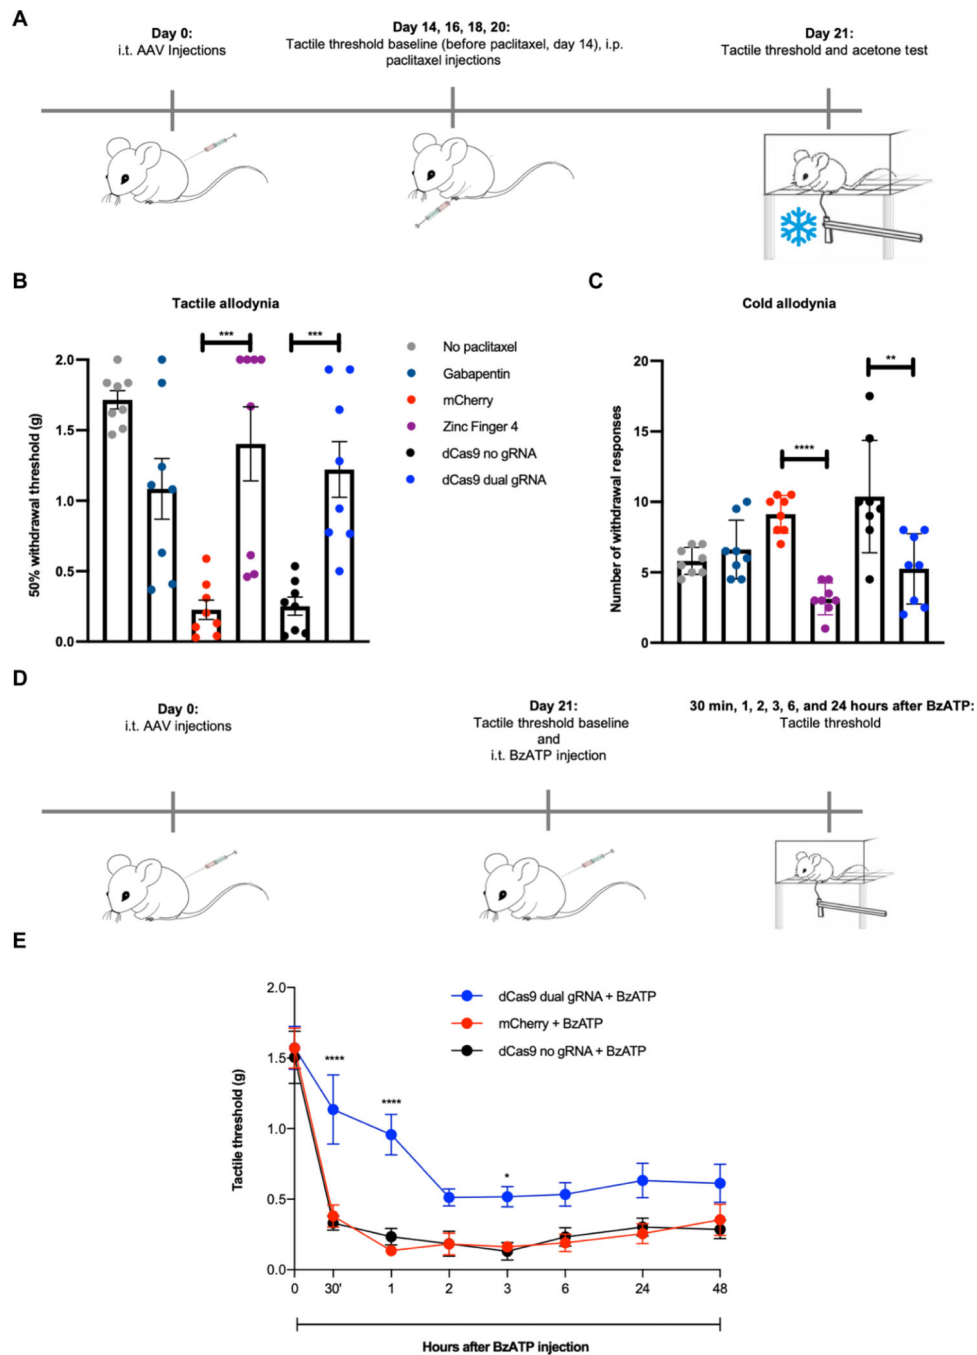 A
Day 0:
i.t. AAV Injections
Day 14, 16, 18, 20:
Tactile threshold baseline (before paclitaxel, day 14), i.p.
paclitaxel injections
Day 21:
Tactile threshold and acetone test
B
Tactile allodynia
***
***
50% withdrawal threshold (g)
2.0
1.5
1.0
0.5
0.0
No paclitaxel
Gabapentin
mCherry
Zinc Finger 4
dCas9 no gRNA
dCas9 dual gRNA
C
Cold allodynia
**
****
Number of withdrawal responses
20
15
10
5
0
D
Day 0:
i.t. AAV injections
Day 21:
Tactile threshold baseline
and
i.t. BzATP injection
30 min, 1, 2, 3, 6, and 24 hours after BzATP:
Tactile threshold
E
Tactile threshold (g)
2.0
1.5
1.0
0.5
0.0
dCas9 dual gRNA + BzATP
mCherry + BzATP
dCas9 no gRNA + BzATP
****
****
*
0 30' 1 2 3 6 24 48
Hours after BzATP injection